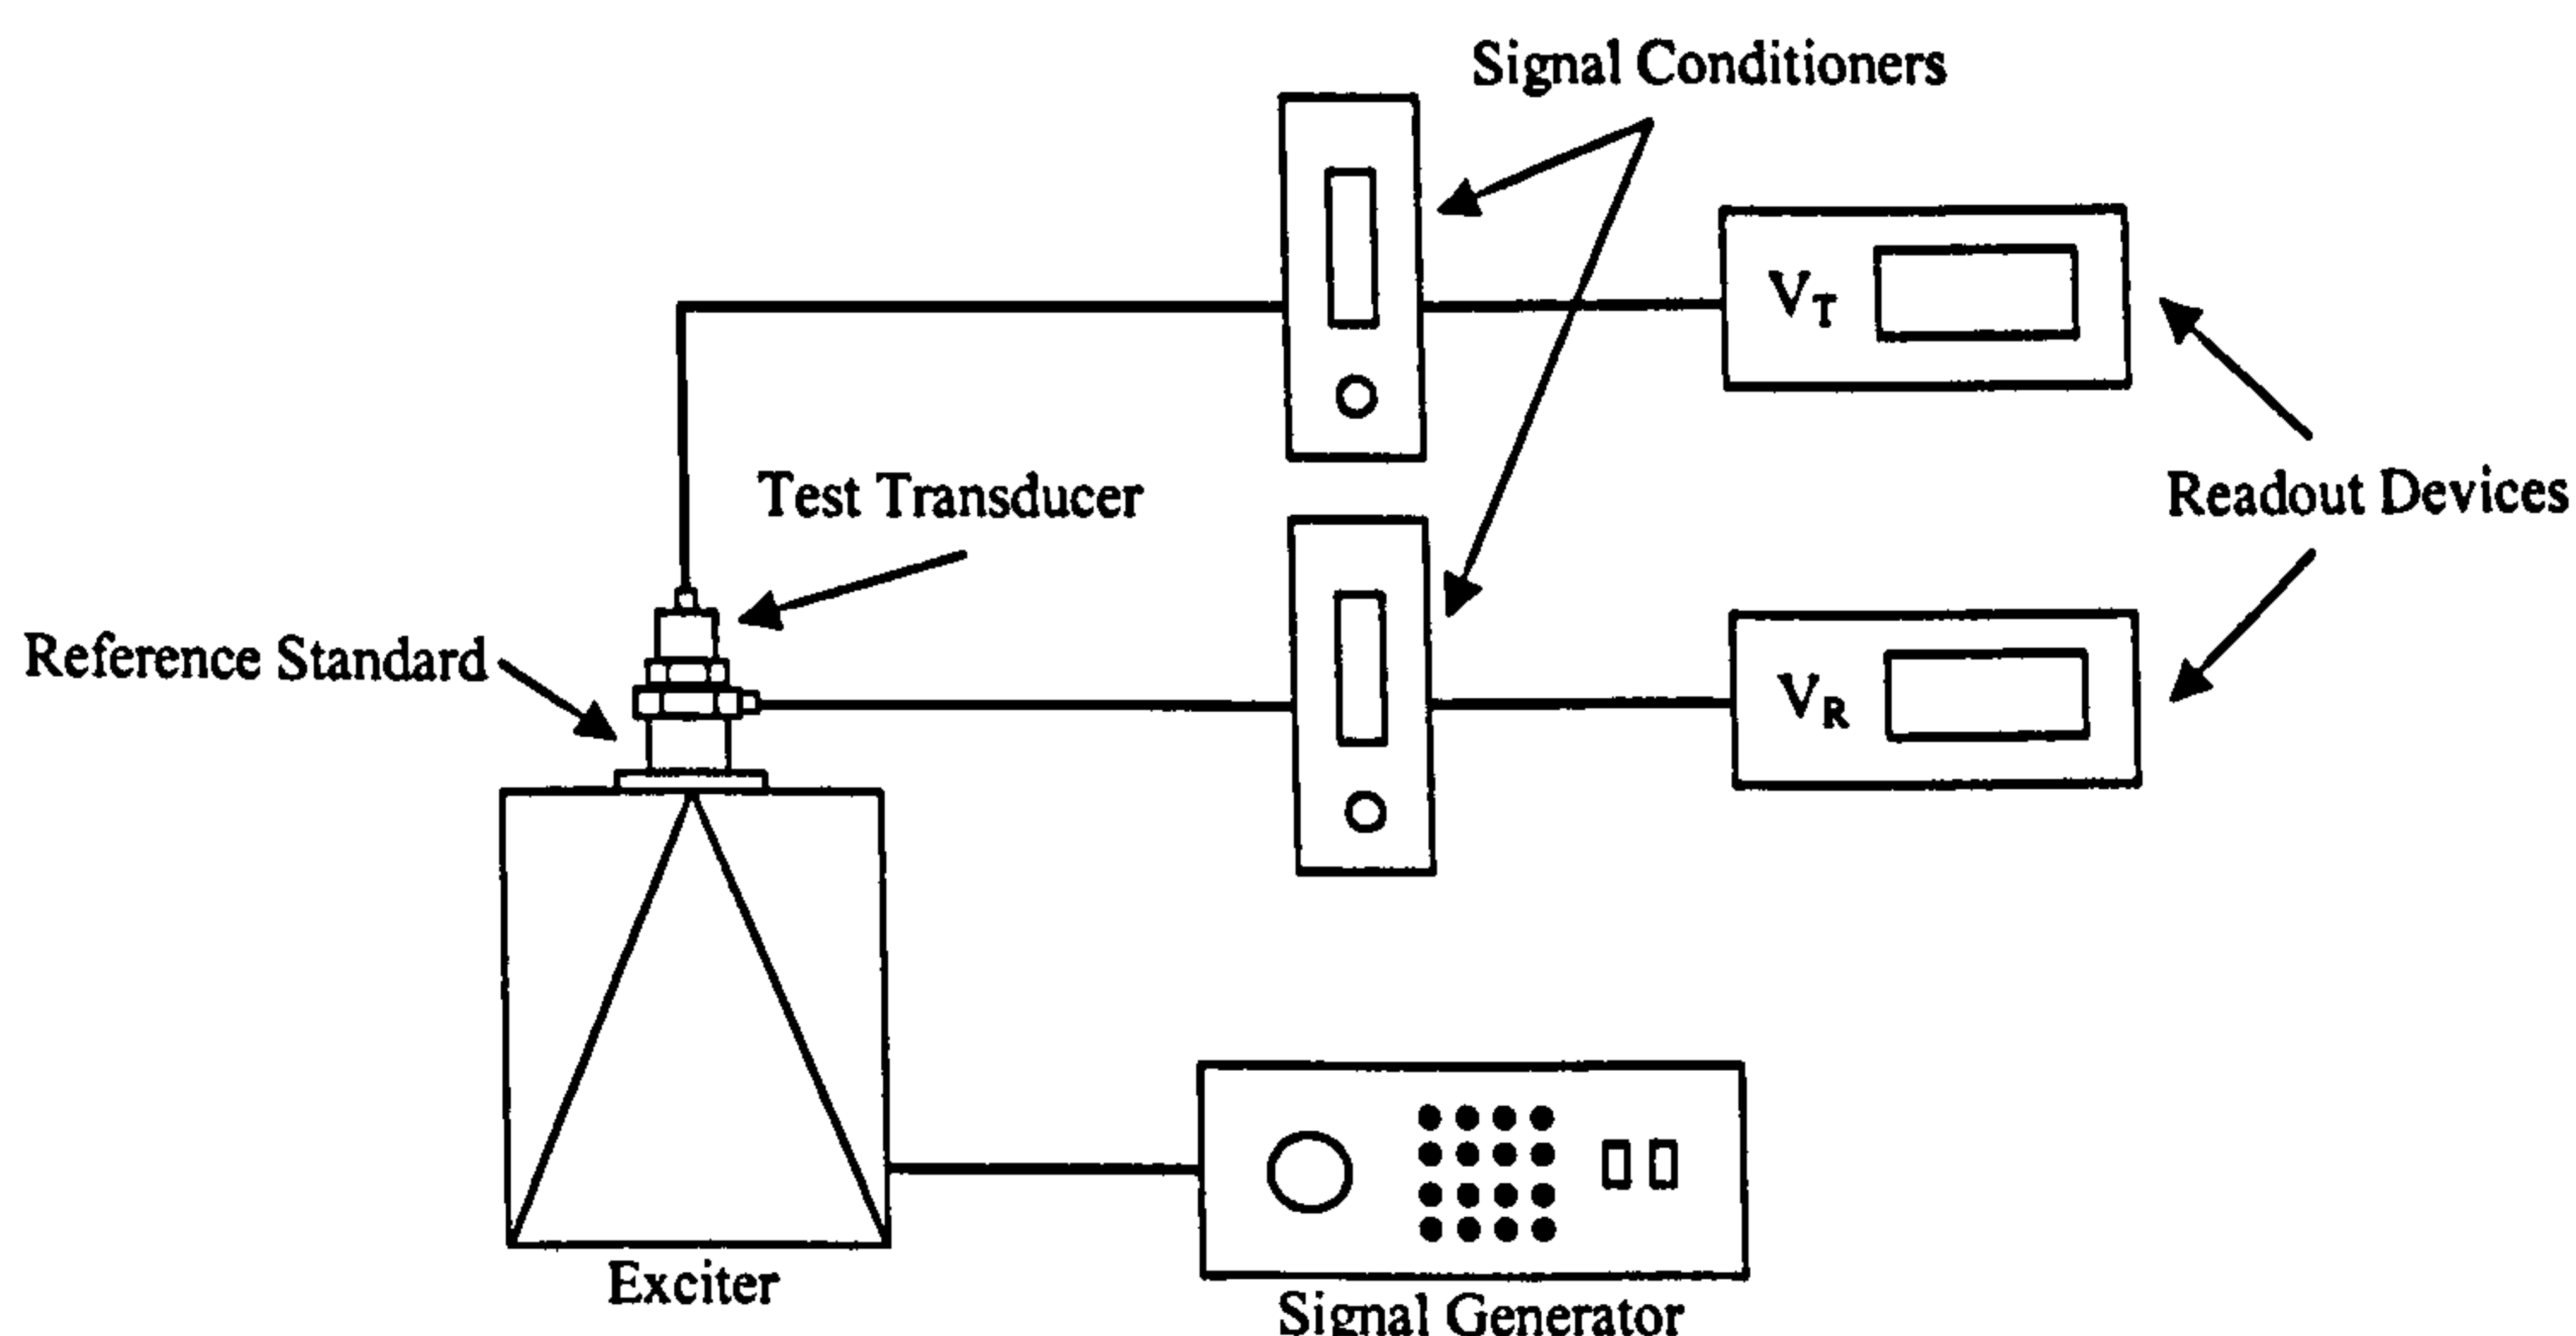 Signal Conditioners
V_T
Test Transducer
Readout Devices
Reference Standard
V_R
Exciter
Signal Generator